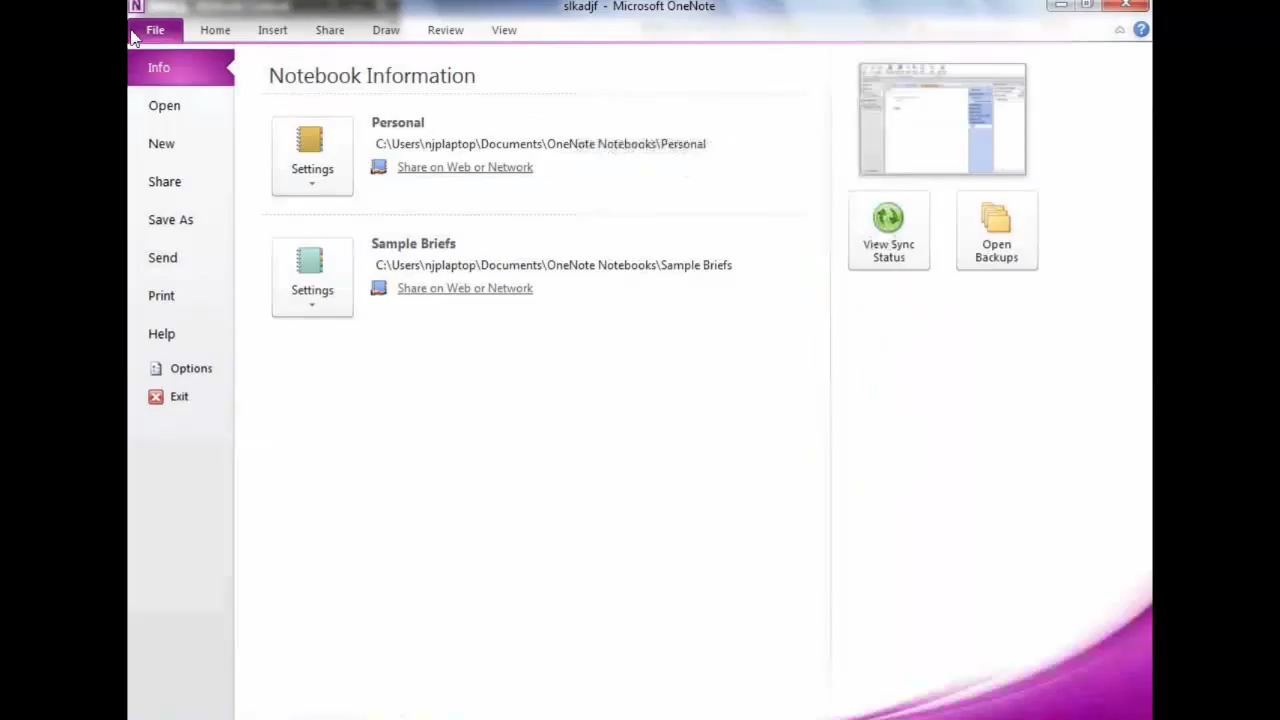 slkadjf - Microsoft OneNote
File Home Insert Share Draw Review View
Info
Open
New
Share
Save As
Send
Print
Help
Options
Exit
Notebook Information
Settings
Personal
C:\Users\njplaptop\Documents\OneNote Notebooks\Personal
Share on Web or Network
Settings
Sample Briefs
C:\Users\njplaptop\Documents\OneNote Notebooks\Sample Briefs
Share on Web or Network
View Sync
Status
Open
Backups